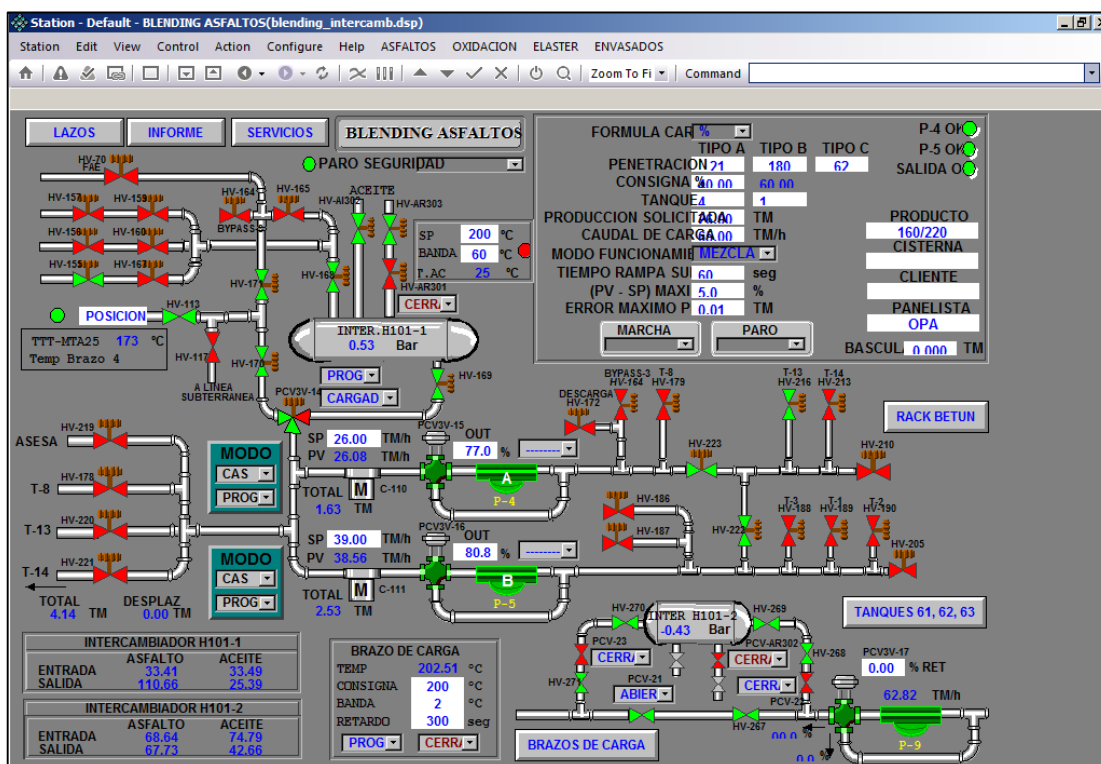 Station - Default - BLENDING ASFALTOS(blending_intercamb.dsp)
Station Edit View Control Action Configure Help ASFALTOS OXIDACION ELASTER ENVASADOS
Zoom To Fi Command
LAZOS INFORME SERVICIOS BLENDING ASFALTOS
PARO SEGURIDAD
HV-70
FAE
HV-157 HV-159
HV-164 HV-165
BYPASS-3
HV-160
HV-155
HV-171
HV-168
ACEITE
HV-AI302 HV-AR303
SP 200 ºC
BANDA 60 ºC
T.AC 25 ºC
HV-AR301
CERR
FORMULA CAR %
TIPO A TIPO B TIPO C
PENETRACION 21 180 62
CONSIGNA % 40.00 60.00
TANQUE 4 1
PRODUCCION SOLICITADA TM
CAUDAL DE CARGA TM/h
MODO FUNCIONAMIE MEZCLA
TIEMPO RAMPA SU 60 seg
(PV - SP) MAXI 5.0 %
ERROR MAXIMO P 0.01 TM
MARCHA PARO
P-4 OK
P-5 OK
SALIDA O
PRODUCTO
160/220
CISTERNA
CLIENTE
PANELISTA
OPA
BASCULA 0.000 TM
POSICION HV-113
TTT-MTA25 173 ºC
Temp Brazo 4
HV-117
A LINEA
SUBTERRANEA
HV-170
INTER.H101-1
0.53 Bar
PROG
CARGAD
HV-169
PCV3V-14
ASESA HV-219
T-8 HV-178
T-13 HV-220
T-14 HV-221
TOTAL DESPLAZ
4.14 TM 0.00 TM
MODO
CAS
PROG
MODO
CAS
PROG
SP 26.00 TM/h
PV 26.08 TM/h
TOTAL M C-110
1.63 TM
PCV3V-15 OUT
77.0 % --------
A
P-4
SP 39.00 TM/h
PV 38.56 TM/h
TOTAL M C-111
2.53 TM
PCV3V-16 OUT
80.8 % --------
B
P-5
DESCARGA
HV-172
BYPASS-3
HV-164
T-8
HV-179
T-13
HV-216
T-14
HV-213
RACK BETUN
HV-223
HV-210
HV-186
HV-187
HV-222
T-3
HV-188
T-1
HV-189
T-2
HV-190
HV-205
TANQUES 61, 62, 63
INTERCAMBIADOR H101-1
ASFALTO ACEITE
ENTRADA 33.41 33.49
SALIDA 110.66 25.39
INTERCAMBIADOR H101-2
ASFALTO ACEITE
ENTRADA 68.64 74.79
SALIDA 67.73 42.66
BRAZO DE CARGA
TEMP 202.51 ºC
CONSIGNA 200 ºC
BANDA 2 ºC
RETARDO 300 seg
PROG CERR
HV-270
INTER H101-2
-0.43 Bar
HV-269
PCV-23
CERR
PCV-AR302
CERR
HV-268
HV-271
PCV-21
ABIER
CERR
HV-267
BRAZOS DE CARGA
PCV3V-17
0.00 % RET
62.82 TM/h
P-9